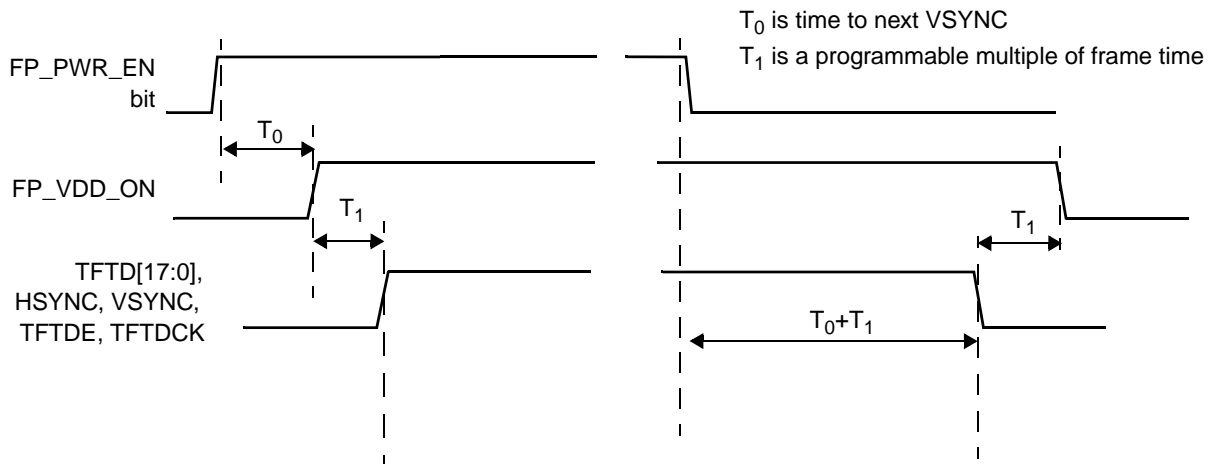 T0 is time to next VSYNC
T1 is a programmable multiple of frame time
FP_PWR_EN
bit
T0
FP_VDD_ON
T1
T1
TFTD[17:0],
HSYNC, VSYNC,
TFTDE, TFTDCK
T0+T1